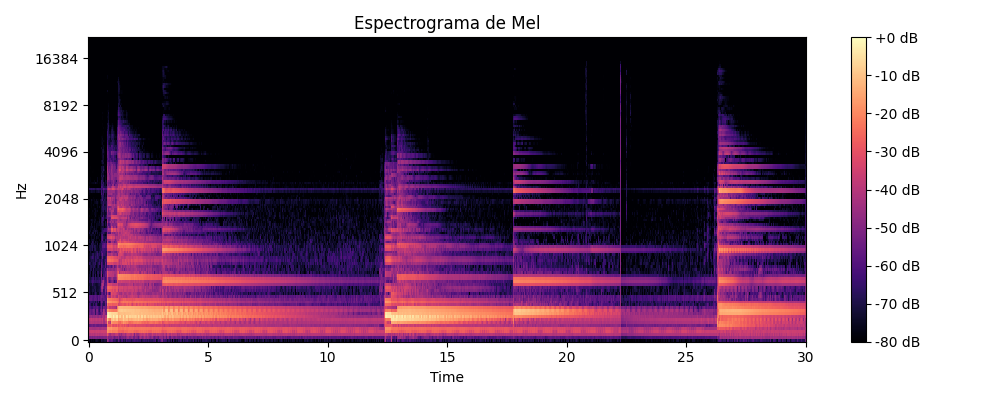 Espectrograma de Mel
Hz
16384
8192
4096
2048
1024
512
0
0 5 10 15 20 25 30
Time
+0 dB
-10 dB
-20 dB
-30 dB
-40 dB
-50 dB
-60 dB
-70 dB
-80 dB